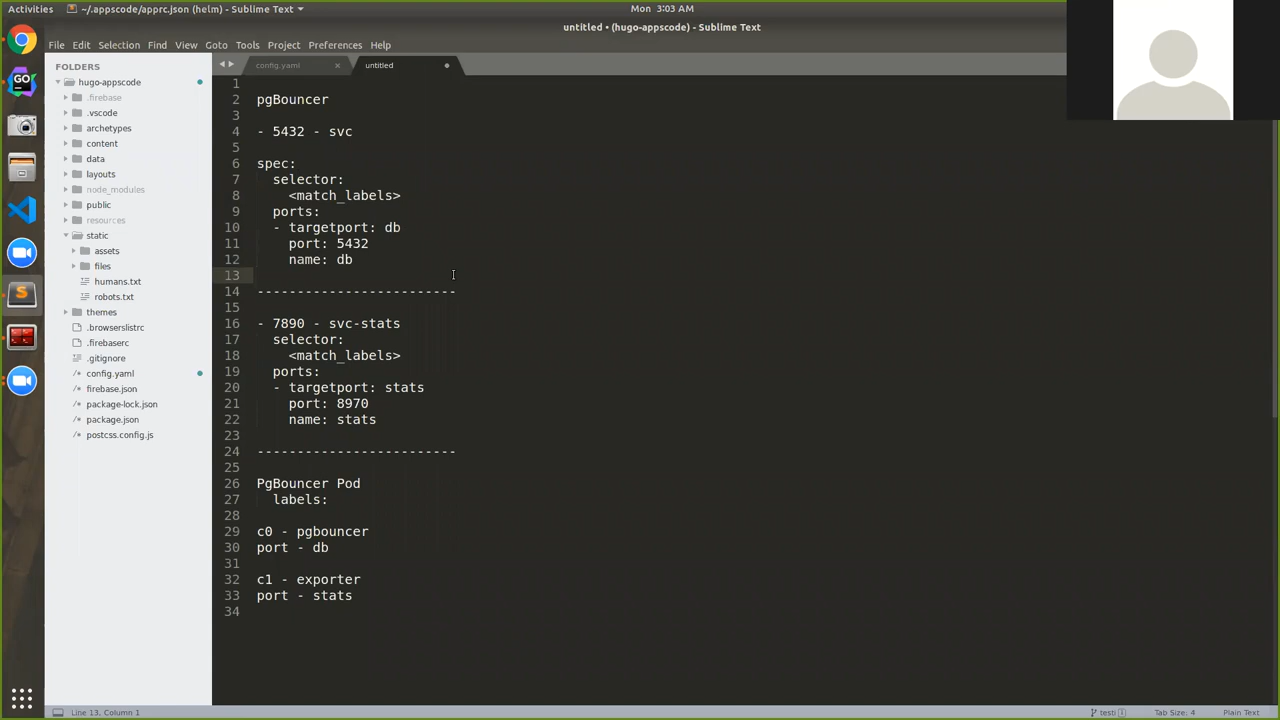 Activities
~/.appscode/apprc.json (helm) - Sublime Text
Mon 3:03 AM
untitled • (hugo-appscode) - Sublime Text
File Edit Selection Find View Goto Tools Project Preferences Help
FOLDERS
hugo-appscode
.firebase
.vscode
archetypes
content
data
layouts
node_modules
public
resources
static
assets
files
humans.txt
robots.txt
themes
.browserslistrc
.firebaserc
.gitignore
config.yaml
firebase.json
package-lock.json
package.json
postcss.config.js
config.yaml
untitled
1
2 pgBouncer
3
4 - 5432 - svc
5
6 spec:
7 selector:
8 <match_labels>
9 ports:
10 - targetport: db
11 port: 5432
12 name: db
13
14 -------------------------
15
16 - 7890 - svc-stats
17 selector:
18 <match_labels>
19 ports:
20 - targetport: stats
21 port: 8970
22 name: stats
23
24 -------------------------
25
26 PgBouncer Pod
27 labels:
28
29 c0 - pgbouncer
30 port - db
31
32 c1 - exporter
33 port - stats
34
Line 13, Column 1
testi
Tab Size: 4
Plain Text